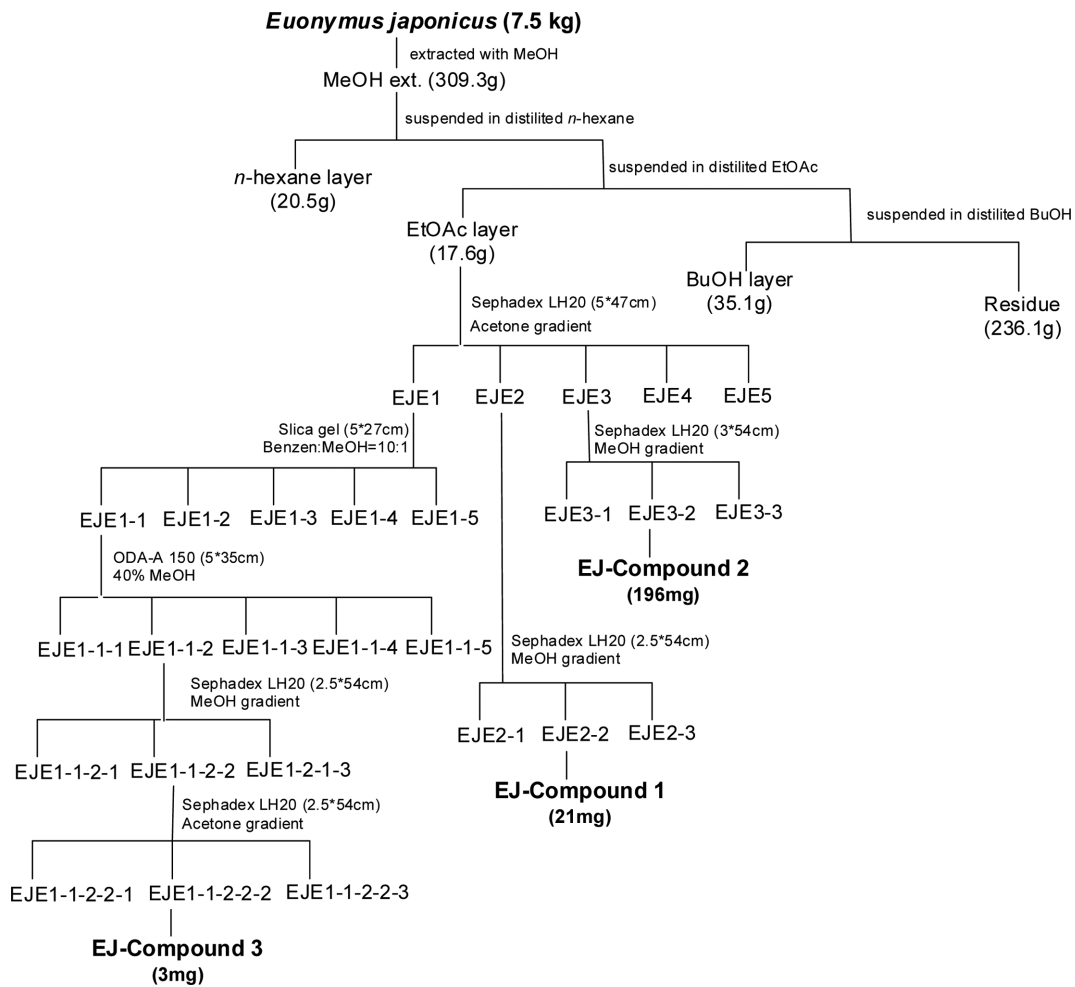 Euonymus japonicus (7.5 kg)
extracted with MeOH
MeOH ext. (309.3g)
suspended in distilited n-hexane
n-hexane layer
(20.5g)
suspended in distilited EtOAc
EtOAc layer
(17.6g)
suspended in distilited BuOH
BuOH layer
(35.1g)
Residue
(236.1g)
Sephadex LH20 (5*47cm)
Acetone gradient
EJE1 EJE2 EJE3 EJE4 EJE5
Slica gel (5*27cm)
Benzen:MeOH=10:1
Sephadex LH20 (3*54cm)
MeOH gradient
EJE1-1 EJE1-2 EJE1-3 EJE1-4 EJE1-5
EJE3-1 EJE3-2 EJE3-3
ODA-A 150 (5*35cm)
40% MeOH
EJ-Compound 2
(196mg)
EJE1-1-1 EJE1-1-2 EJE1-1-3 EJE1-1-4 EJE1-1-5
Sephadex LH20 (2.5*54cm)
MeOH gradient
Sephadex LH20 (2.5*54cm)
MeOH gradient
EJE2-1 EJE2-2 EJE2-3
EJE1-1-2-1 EJE1-1-2-2 EJE1-2-1-3
EJ-Compound 1
(21mg)
Sephadex LH20 (2.5*54cm)
Acetone gradient
EJE1-1-2-2-1 EJE1-1-2-2-2 EJE1-1-2-2-3
EJ-Compound 3
(3mg)